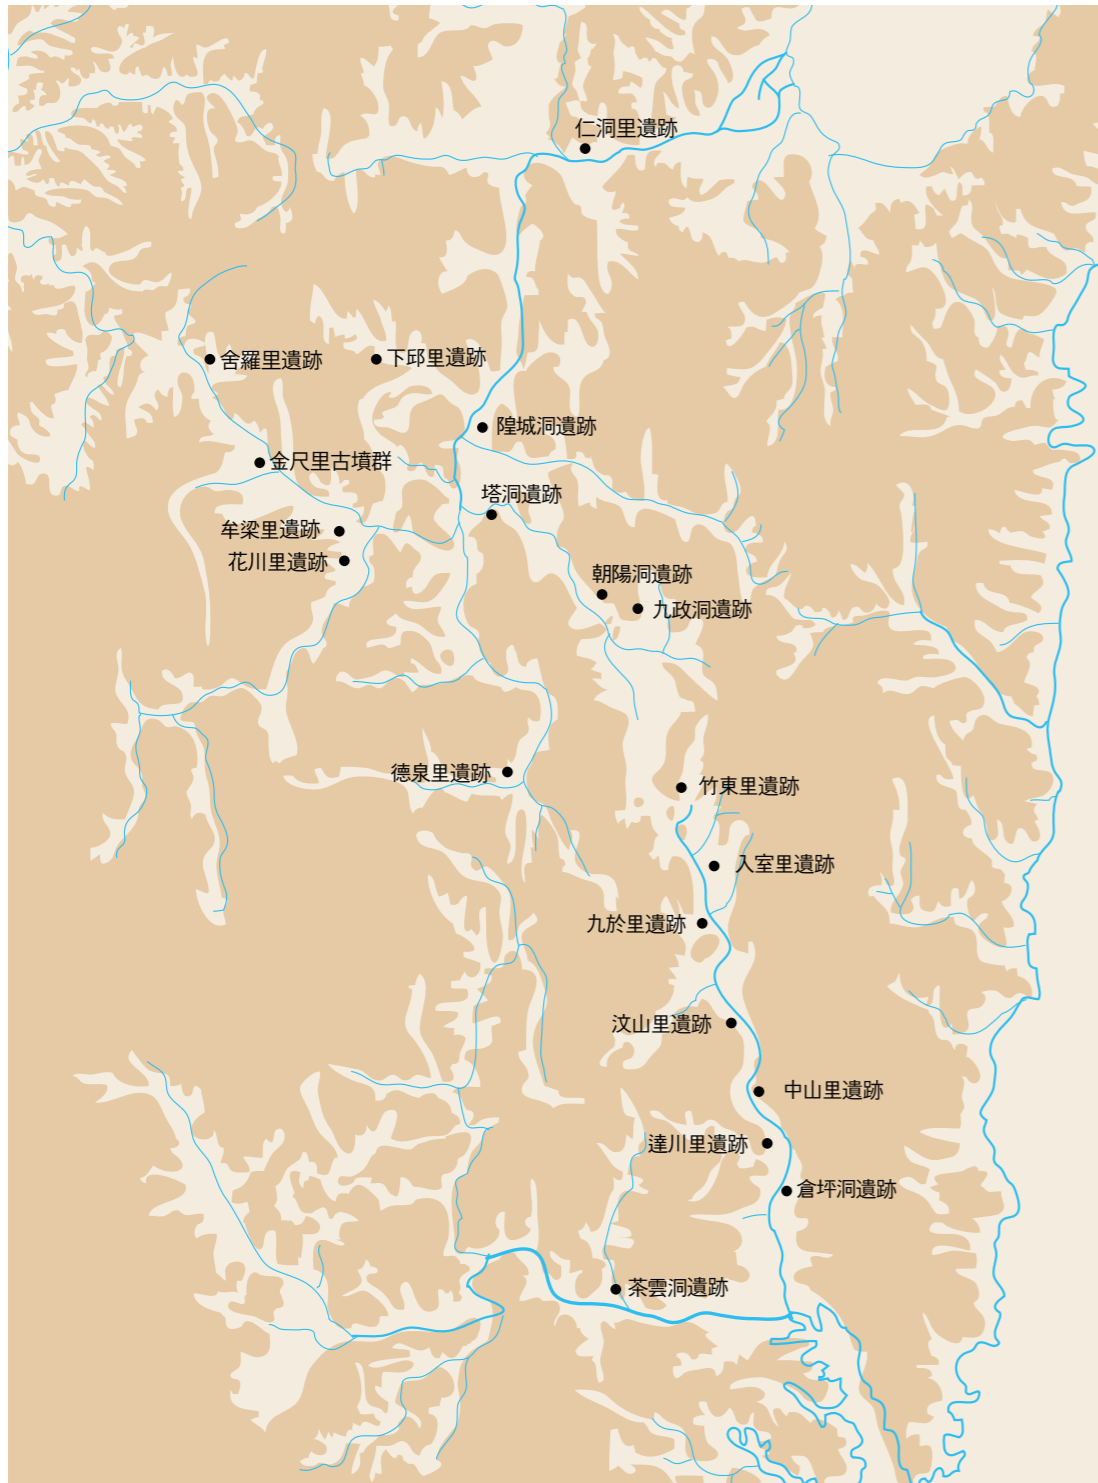 仁洞里遺跡
舍羅里遺跡
下邱里遺跡
隍城洞遺跡
金尺里古墳群
塔洞遺跡
牟梁里遺跡
花川里遺跡
朝陽洞遺跡
九政洞遺跡
德泉里遺跡
竹東里遺跡
入室里遺跡
九於里遺跡
汶山里遺跡
中山里遺跡
達川里遺跡
倉坪洞遺跡
茶雲洞遺跡